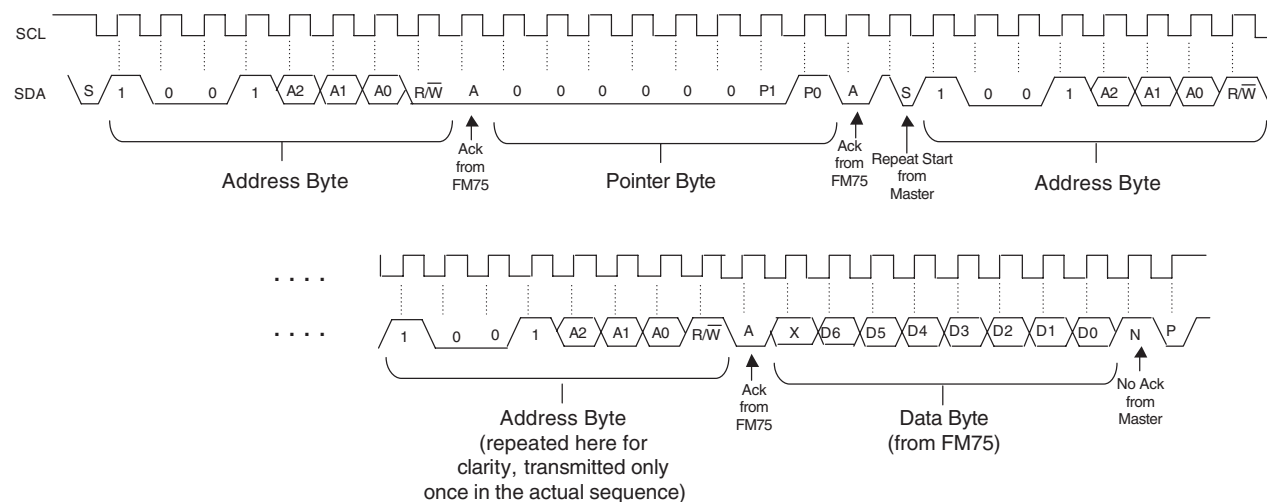 SCL
SDA S 1 0 0 1 A2 A1 A0 R/W̅ A 0 0 0 0 0 0 P1 P0 A S 1 0 0 1 A2 A1 A0 R/W̅
Address Byte
Ack
from
FM75
Pointer Byte
Ack
from
FM75
Repeat Start
from
Master
Address Byte
. . . .
. . . . 1 0 0 1 A2 A1 A0 R/W̅ A X D6 D5 D4 D3 D2 D1 D0 N P
Address Byte
(repeated here for
clarity, transmitted only
once in the actual sequence)
Ack
from
FM75
Data Byte
(from FM75)
No Ack
from
Master